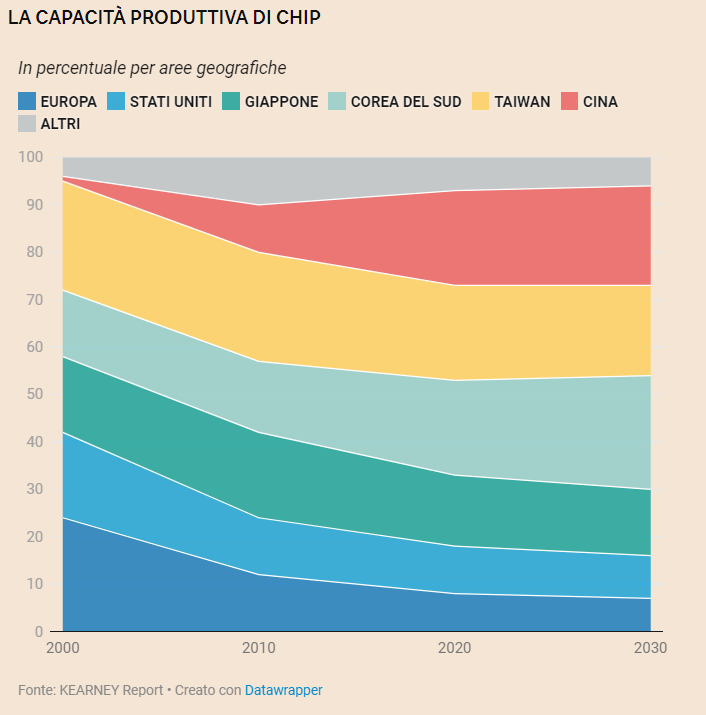 LA CAPACITÀ PRODUTTIVA DI CHIP
In percentuale per aree geografiche
EUROPA STATI UNITI GIAPPONE COREA DEL SUD TAIWAN CINA
ALTRI
100
90
80
70
60
50
40
30
20
10
0
2000 2010 2020 2030
Fonte: KEARNEY Report • Creato con Datawrapper